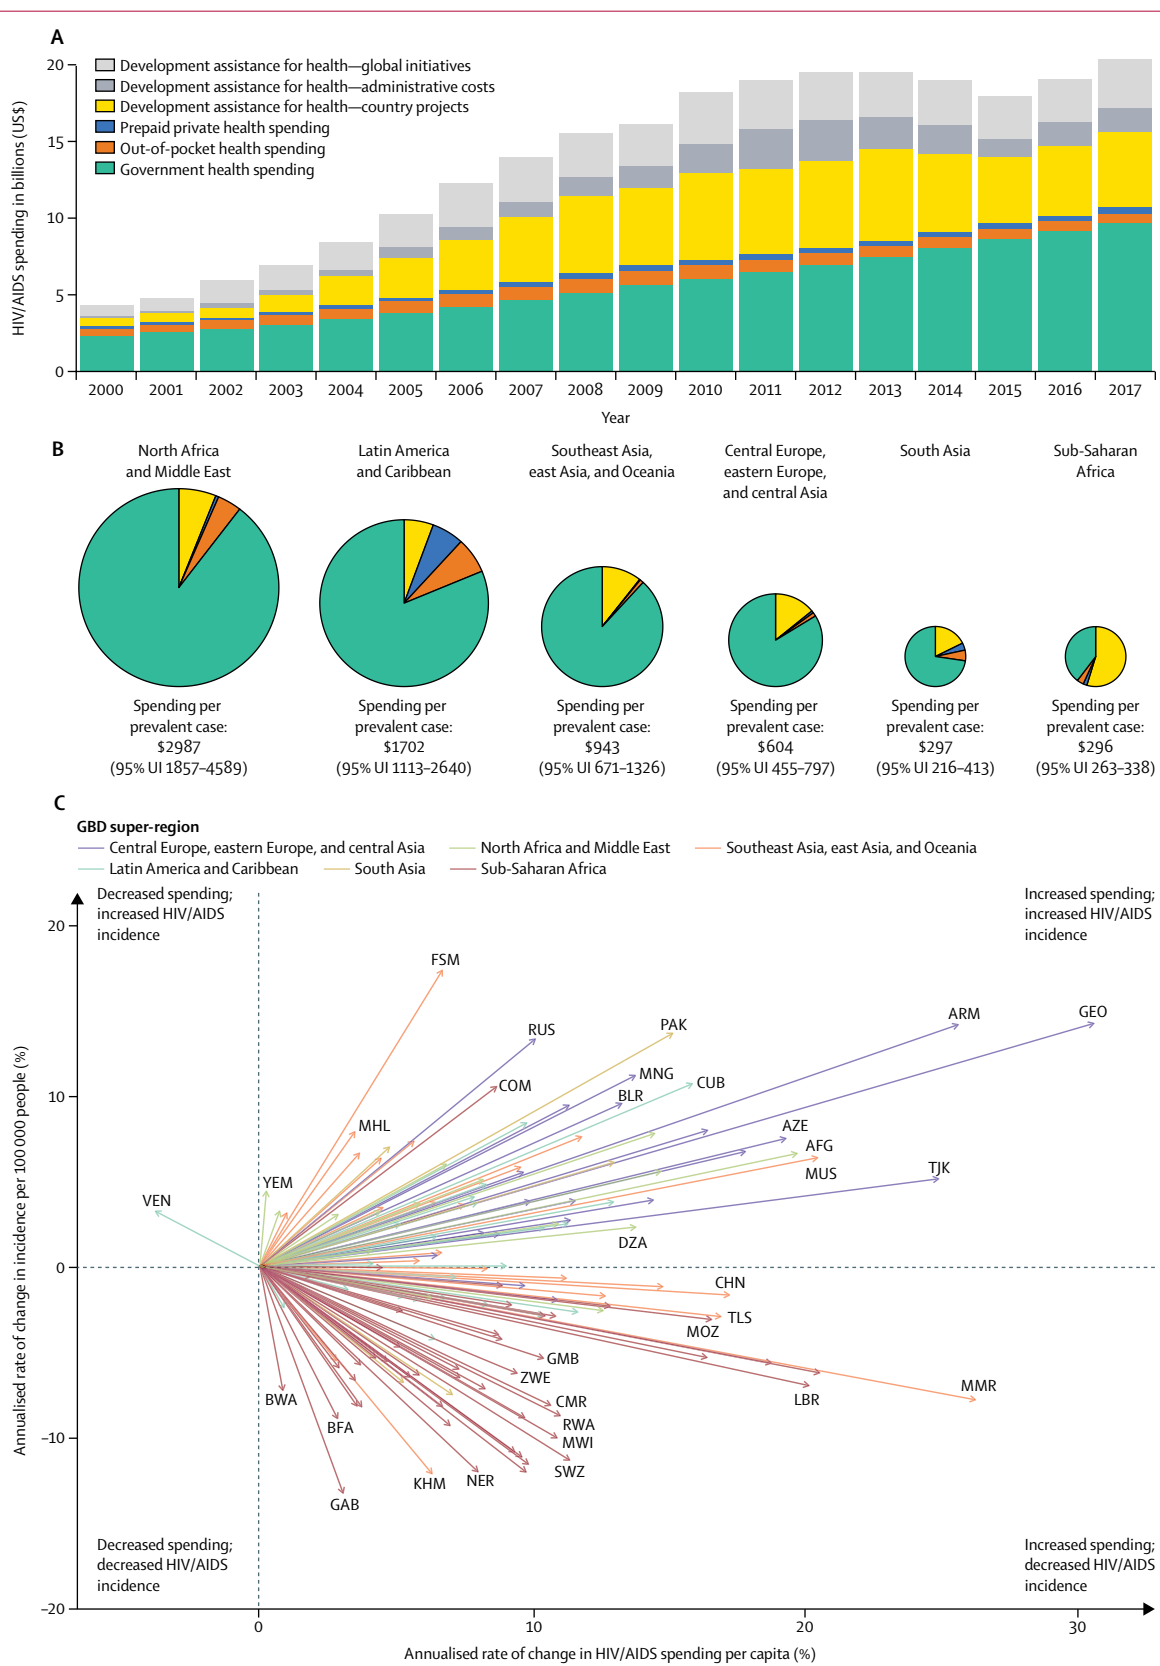 A
Development assistance for health—global initiatives
Development assistance for health—administrative costs
Development assistance for health—country projects
Prepaid private health spending
Out-of-pocket health spending
Government health spending
HIV/AIDS spending in billions (US$)
20
15
10
5
0
2000 2001 2002 2003 2004 2005 2006 2007 2008 2009 2010 2011 2012 2013 2014 2015 2016 2017
Year
B
North Africa
and Middle East
Latin America
and Caribbean
Southeast Asia,
east Asia, and Oceania
Central Europe,
eastern Europe,
and central Asia
South Asia
Sub-Saharan
Africa
Spending per
prevalent case:
$2987
(95% UI 1857–4589)
Spending per
prevalent case:
$1702
(95% UI 1113–2640)
Spending per
prevalent case:
$943
(95% UI 671–1326)
Spending per
prevalent case:
$604
(95% UI 455–797)
Spending per
prevalent case:
$297
(95% UI 216–413)
Spending per
prevalent case:
$296
(95% UI 263–338)
C
GBD super-region
Central Europe, eastern Europe, and central Asia
North Africa and Middle East
Southeast Asia, east Asia, and Oceania
Latin America and Caribbean
South Asia
Sub-Saharan Africa
Decreased spending;
increased HIV/AIDS
incidence
Increased spending;
increased HIV/AIDS
incidence
Annualised rate of change in incidence per 100 000 people (%)
20
10
0
–10
–20
FSM
RUS
PAK
ARM
GEO
COM
MNG
CUB
BLR
MHL
AZE
AFG
MUS
TJK
YEM
VEN
DZA
CHN
TLS
MOZ
GMB
ZWE
MMR
LBR
BWA
CMR
BFA
RWA
MWI
SWZ
KHM
NER
GAB
Decreased spending;
decreased HIV/AIDS
incidence
Increased spending;
decreased HIV/AIDS
incidence
0 10 20 30
Annualised rate of change in HIV/AIDS spending per capita (%)